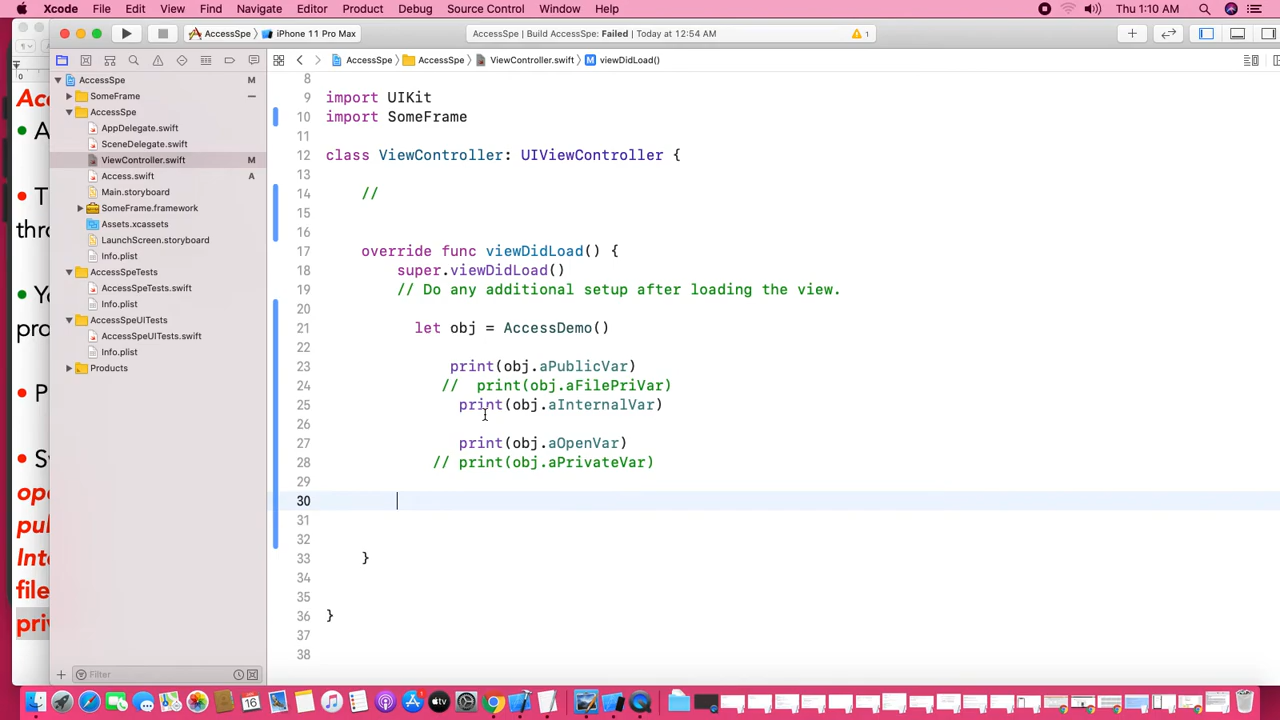 Xcode File Edit View Find Navigate Editor Product Debug Source Control Window Help Thu 1:10 AM
AccessSpe iPhone 11 Pro Max AccessSpe | Build AccessSpe: Failed | Today at 12:54 AM 1
AccessSpe AccessSpe ViewController.swift M viewDidLoad()
AccessSpe M
SomeFrame
AccessSpe
AppDelegate.swift
SceneDelegate.swift
ViewController.swift M
Access.swift A
Main.storyboard
SomeFrame.framework
Assets.xcassets
LaunchScreen.storyboard
Info.plist
AccessSpeTests
AccessSpeTests.swift
Info.plist
AccessSpeUITests
AccessSpeUITests.swift
Info.plist
Products
Filter
8
9 import UIKit
10 import SomeFrame
11
12 class ViewController: UIViewController {
13
14 //
15
16
17 override func viewDidLoad() {
18 super.viewDidLoad()
19 // Do any additional setup after loading the view.
20
21 let obj = AccessDemo()
22
23 print(obj.aPublicVar)
24 // print(obj.aFilePriVar)
25 print(obj.aInternalVar)
26
27 print(obj.aOpenVar)
28 // print(obj.aPrivateVar)
29
30
31
32
33 }
34
35
36 }
37
38